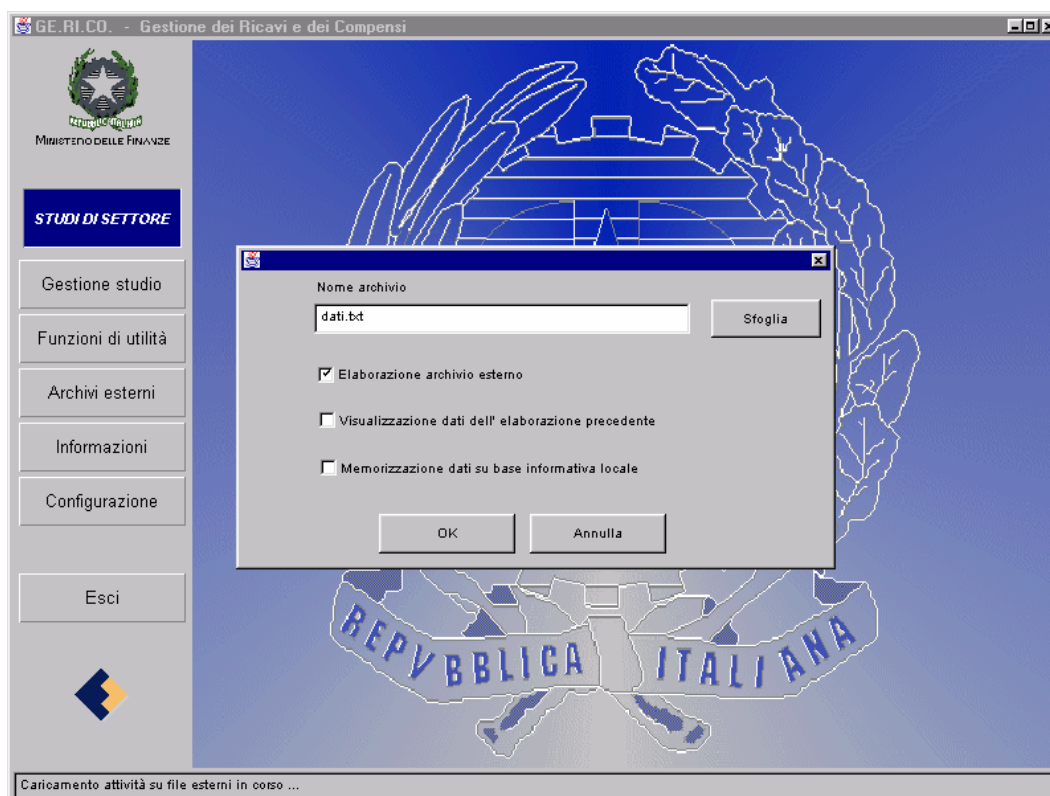 GE.RI.CO. - Gestione dei Ricavi e dei Compensi
REPUBBLICA ITALIANA
MINISTERO DELLE FINANZE
STUDI DI SETTORE
Gestione studio
Funzioni di utilità
Archivi esterni
Informazioni
Configurazione
Esci
Nome archivio
dati.txt
Sfoglia
Elaborazione archivio esterno
Visualizzazione dati dell' elaborazione precedente
Memorizzazione dati su base informativa locale
OK
Annulla
REPVBBLICA ITALIANA
Caricamento attività su file esterni in corso ...